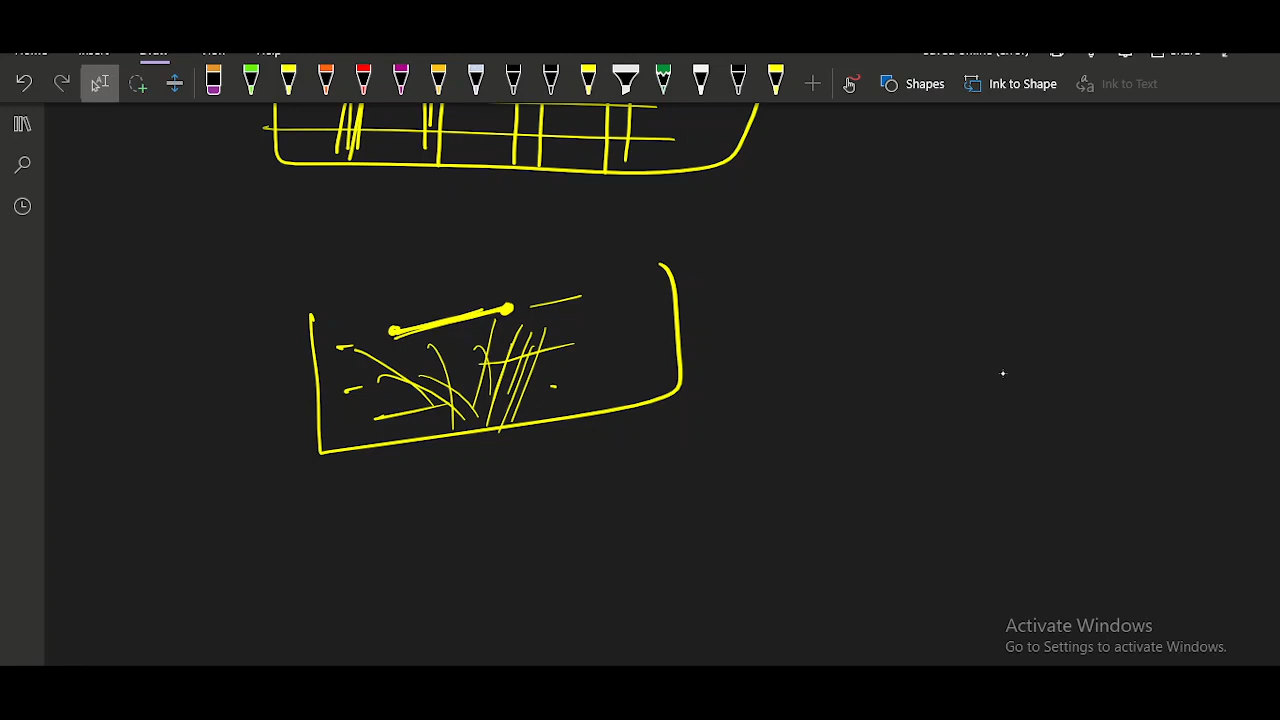 Shapes
Ink to Shape
Ink to Text
Activate Windows
Go to Settings to activate Windows.